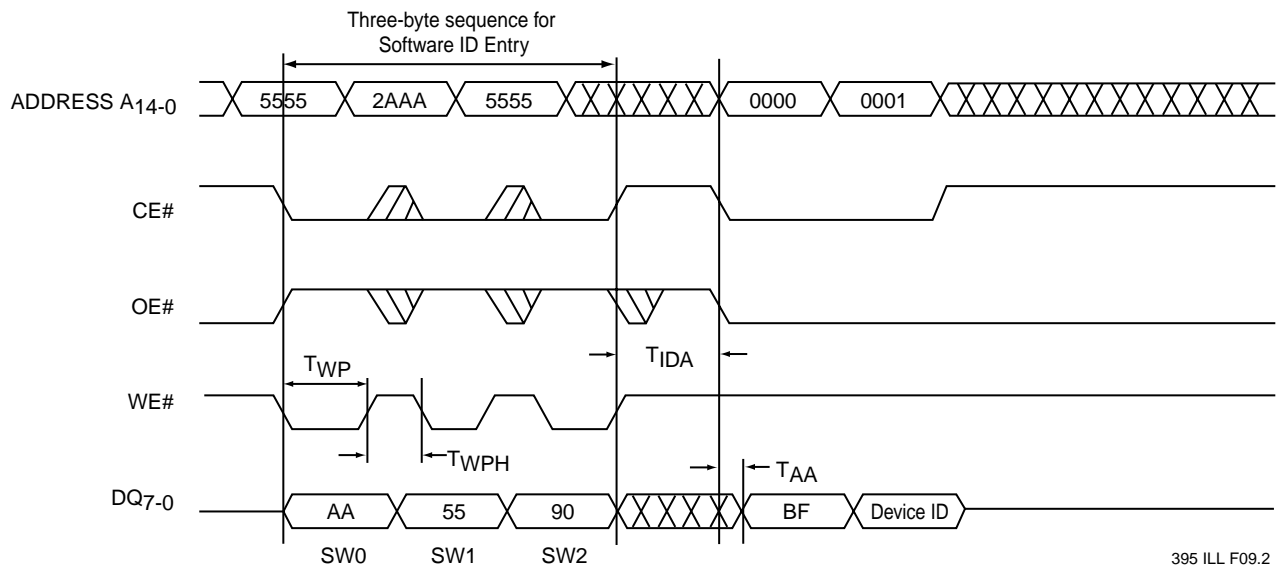 Three-byte sequence for
Software ID Entry
ADDRESS A14-0
5555 2AAA 5555 0000 0001
CE#
OE#
TIDA
TWP
WE#
TWPH
TAA
DQ7-0
AA 55 90 BF Device ID
SW0 SW1 SW2
395 ILL F09.2